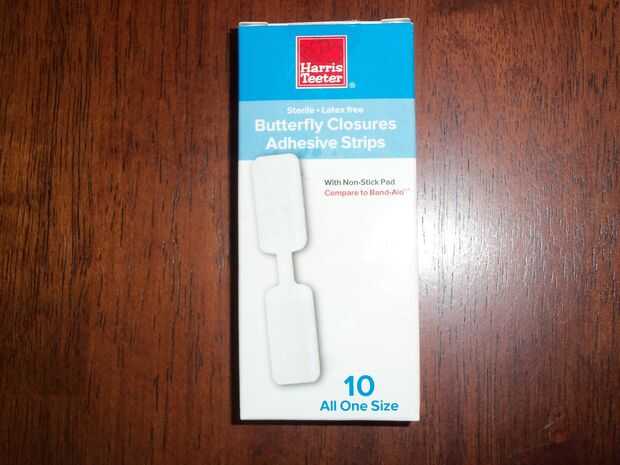 Harris
Teeter
®
Sterile • Latex free
Butterfly Closures
Adhesive Strips
With Non-Stick Pad
Compare to Band-Aid™*
10
All One Size